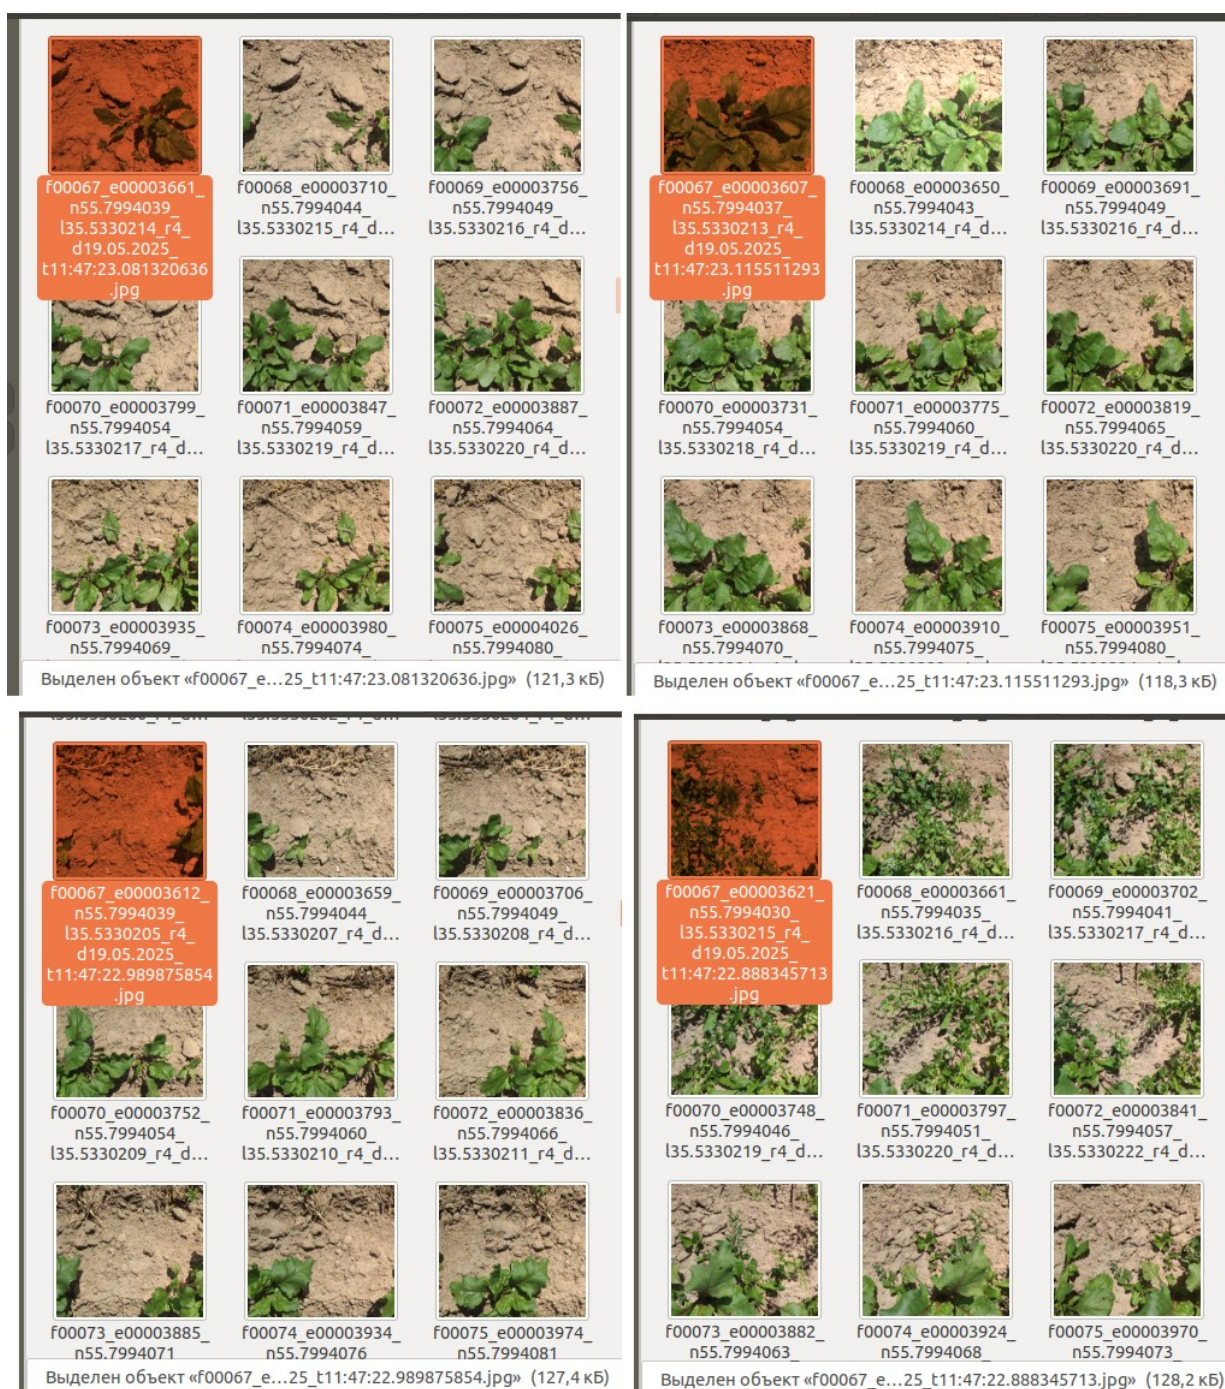 f00067_e00003661_
n55.7994039_
l35.5330214_r4_
d19.05.2025_
t11:47:23.081320636
.jpg
f00068_e00003710_
n55.7994044_
l35.5330215_r4_d…
f00069_e00003756_
n55.7994049_
l35.5330216_r4_d…
f00070_e00003799_
n55.7994054_
l35.5330217_r4_d…
f00071_e00003847_
n55.7994059_
l35.5330219_r4_d…
f00072_e00003887_
n55.7994064_
l35.5330220_r4_d…
f00073_e00003935_
n55.7994069_
f00074_e00003980_
n55.7994074_
f00075_e00004026_
n55.7994080_
Выделен объект «f00067_e…25_t11:47:23.081320636.jpg» (121,3 кБ)
f00067_e00003607_
n55.7994037_
l35.5330213_r4_
d19.05.2025_
t11:47:23.115511293
.jpg
f00068_e00003650_
n55.7994043_
l35.5330214_r4_d…
f00069_e00003691_
n55.7994049_
l35.5330216_r4_d…
f00070_e00003731_
n55.7994054_
l35.5330218_r4_d…
f00071_e00003775_
n55.7994060_
l35.5330219_r4_d…
f00072_e00003819_
n55.7994065_
l35.5330220_r4_d…
f00073_e00003868_
n55.7994070_
f00074_e00003910_
n55.7994075_
f00075_e00003951_
n55.7994080_
Выделен объект «f00067_e…25_t11:47:23.115511293.jpg» (118,3 кБ)
f00067_e00003612_
n55.7994039_
l35.5330205_r4_
d19.05.2025_
t11:47:22.989875854
.jpg
f00068_e00003659_
n55.7994044_
l35.5330207_r4_d…
f00069_e00003706_
n55.7994049_
l35.5330208_r4_d…
f00070_e00003752_
n55.7994054_
l35.5330209_r4_d…
f00071_e00003793_
n55.7994060_
l35.5330210_r4_d…
f00072_e00003836_
n55.7994066_
l35.5330211_r4_d…
f00073_e00003885_
n55.7994071
f00074_e00003934_
n55.7994076
f00075_e00003974_
n55.7994081
Выделен объект «f00067_e…25_t11:47:22.989875854.jpg» (127,4 кБ)
f00067_e00003621_
n55.7994030_
l35.5330215_r4_
d19.05.2025_
t11:47:22.888345713
.jpg
f00068_e00003661_
n55.7994035_
l35.5330216_r4_d…
f00069_e00003702_
n55.7994041_
l35.5330217_r4_d…
f00070_e00003748_
n55.7994046_
l35.5330219_r4_d…
f00071_e00003797_
n55.7994051_
l35.5330220_r4_d…
f00072_e00003841_
n55.7994057_
l35.5330222_r4_d…
f00073_e00003882_
n55.7994063_
f00074_e00003924_
n55.7994068_
f00075_e00003970_
n55.7994073_
Выделен объект «f00067_e…25_t11:47:22.888345713.jpg» (128,2 кБ)